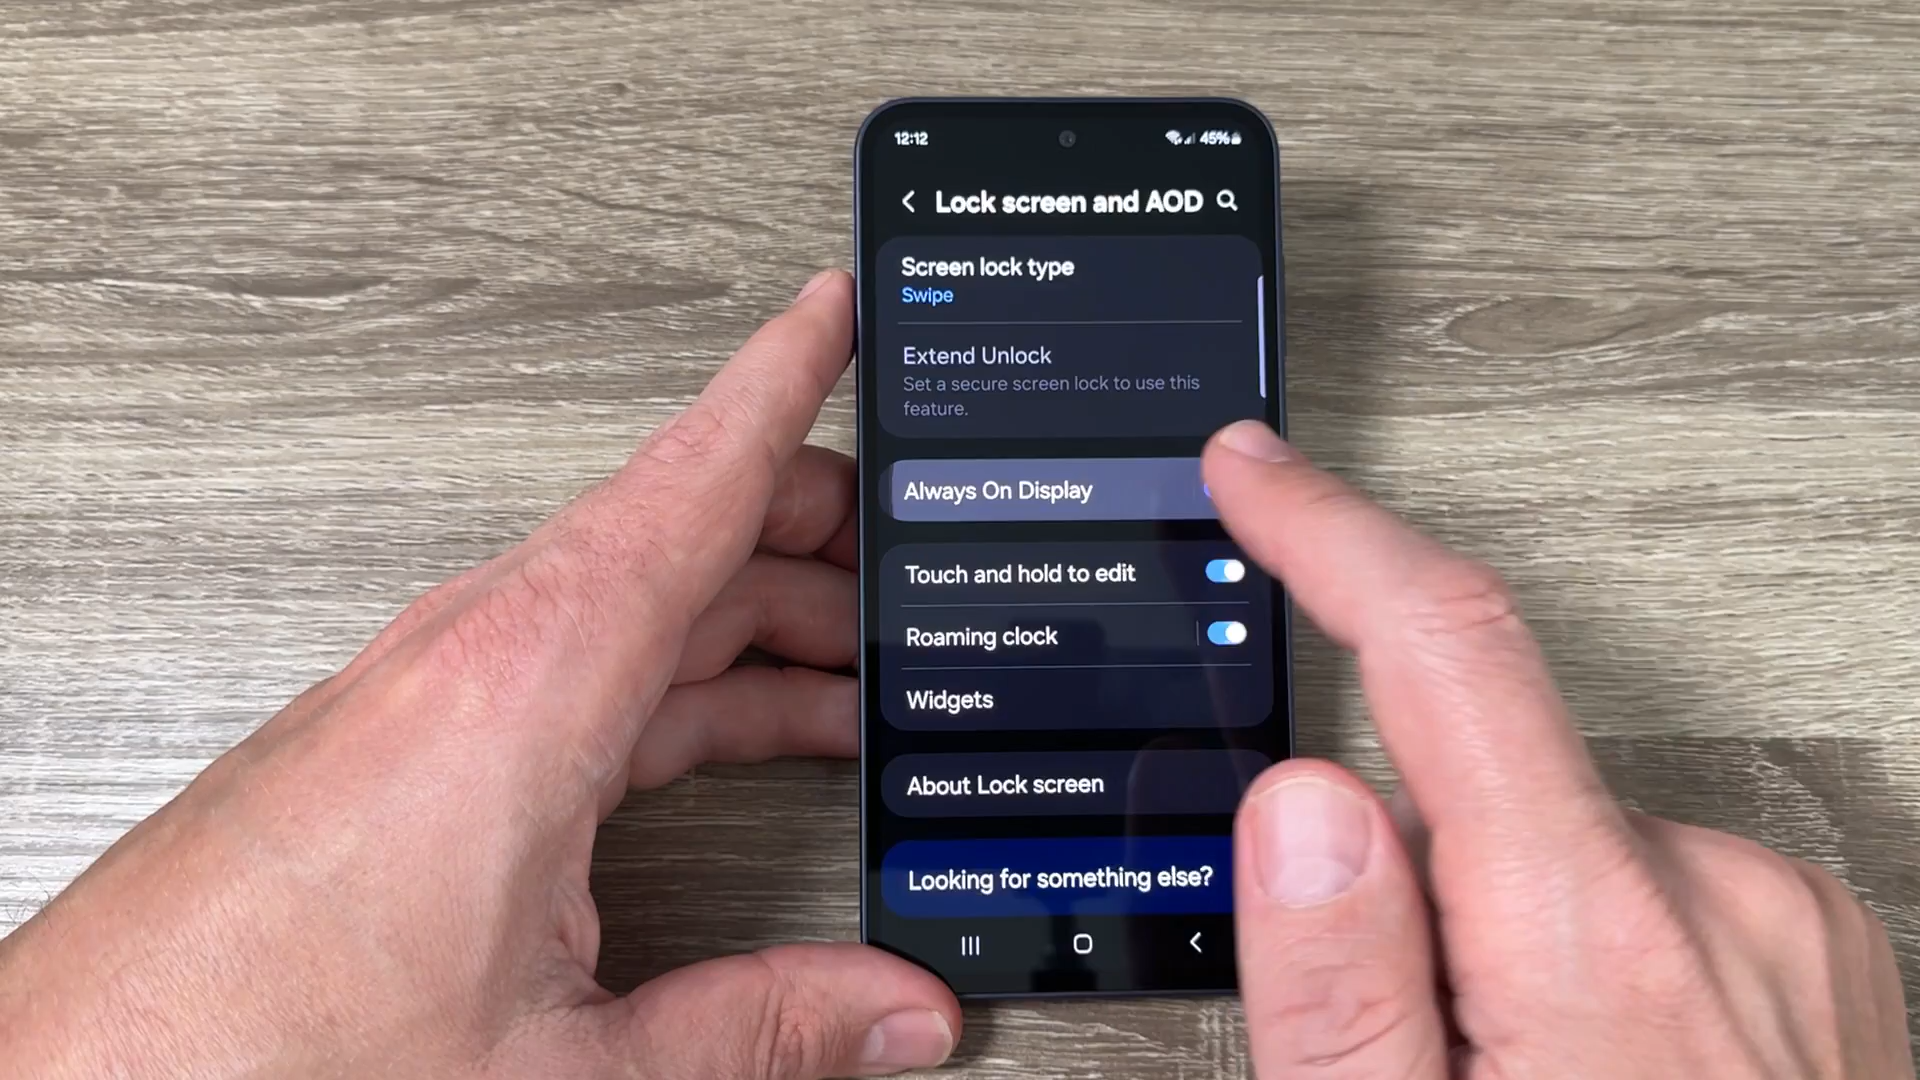 12:12 45%
Lock screen and AOD
Screen lock type
Swipe
Extend Unlock
Set a secure screen lock to use this
feature.
Always On Display
Touch and hold to edit
Roaming clock
Widgets
About Lock screen
Looking for something else?